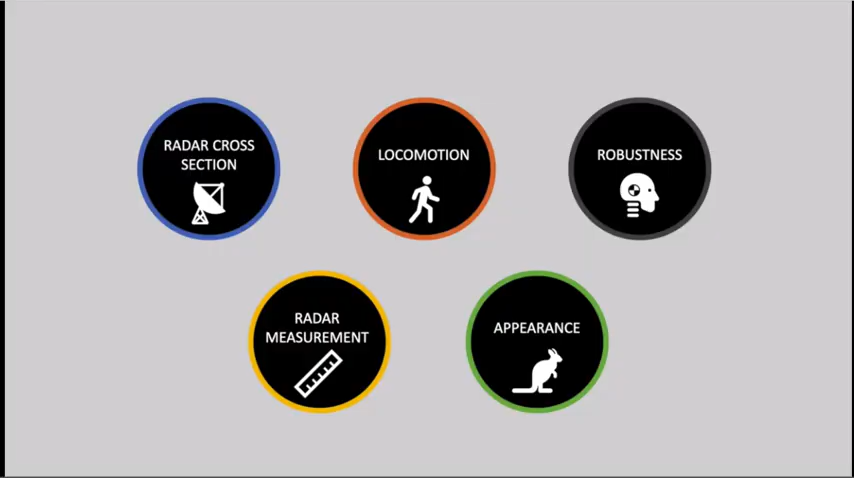 RADAR CROSS
SECTION
LOCOMOTION
ROBUSTNESS
RADAR
MEASUREMENT
APPEARANCE